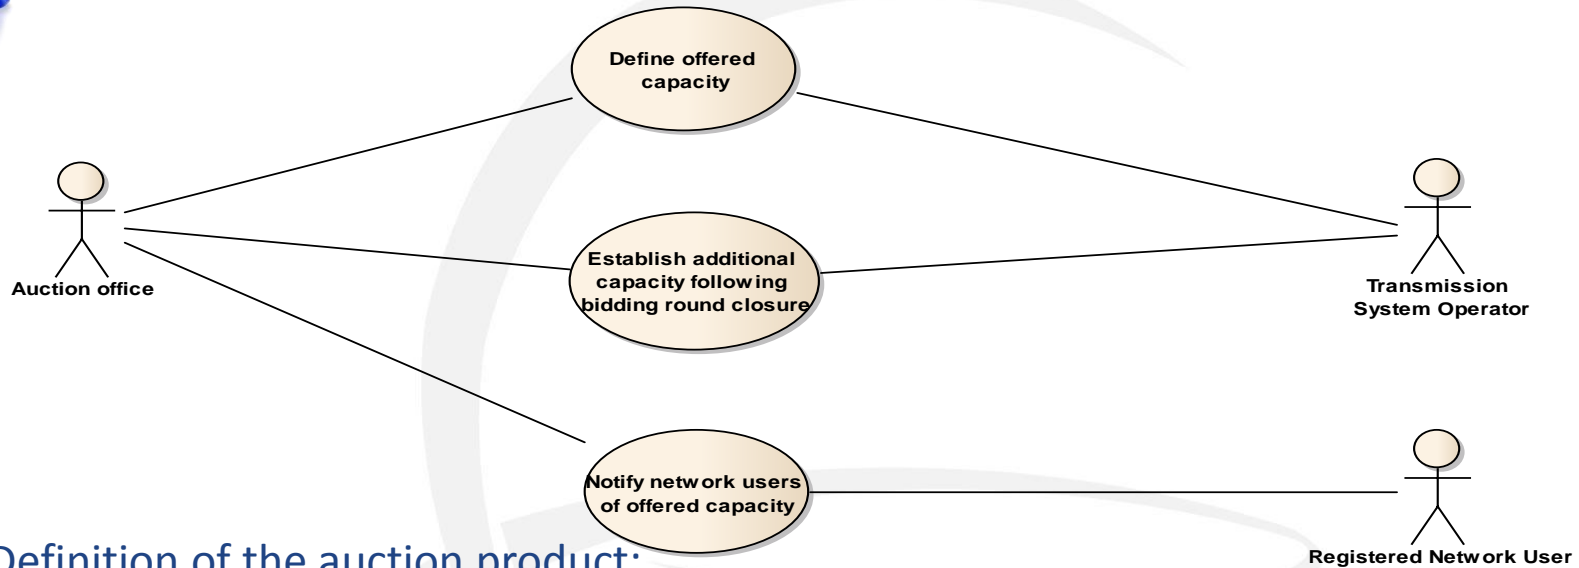 Define offered
capacity
Auction office
Establish additional
capacity following
bidding round closure
Transmission
System Operator
Notify network users
of offered capacity
Registered Network User
Definition of the auction product: